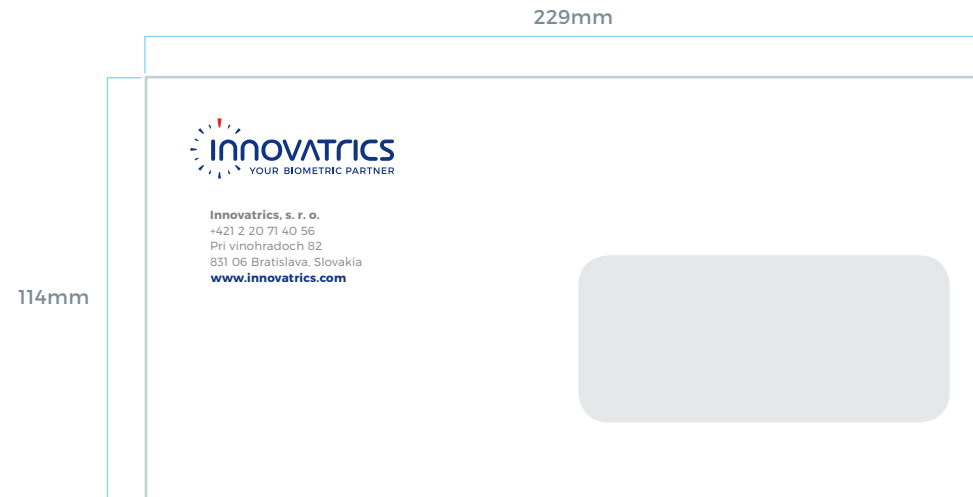 229mm
INNOVATRICS
YOUR BIOMETRIC PARTNER
Innovatrics, s. r. o.
+421 2 20 71 40 56
Pri vinohradoch 82
831 06 Bratislava, Slovakia
www.innovatrics.com
114mm